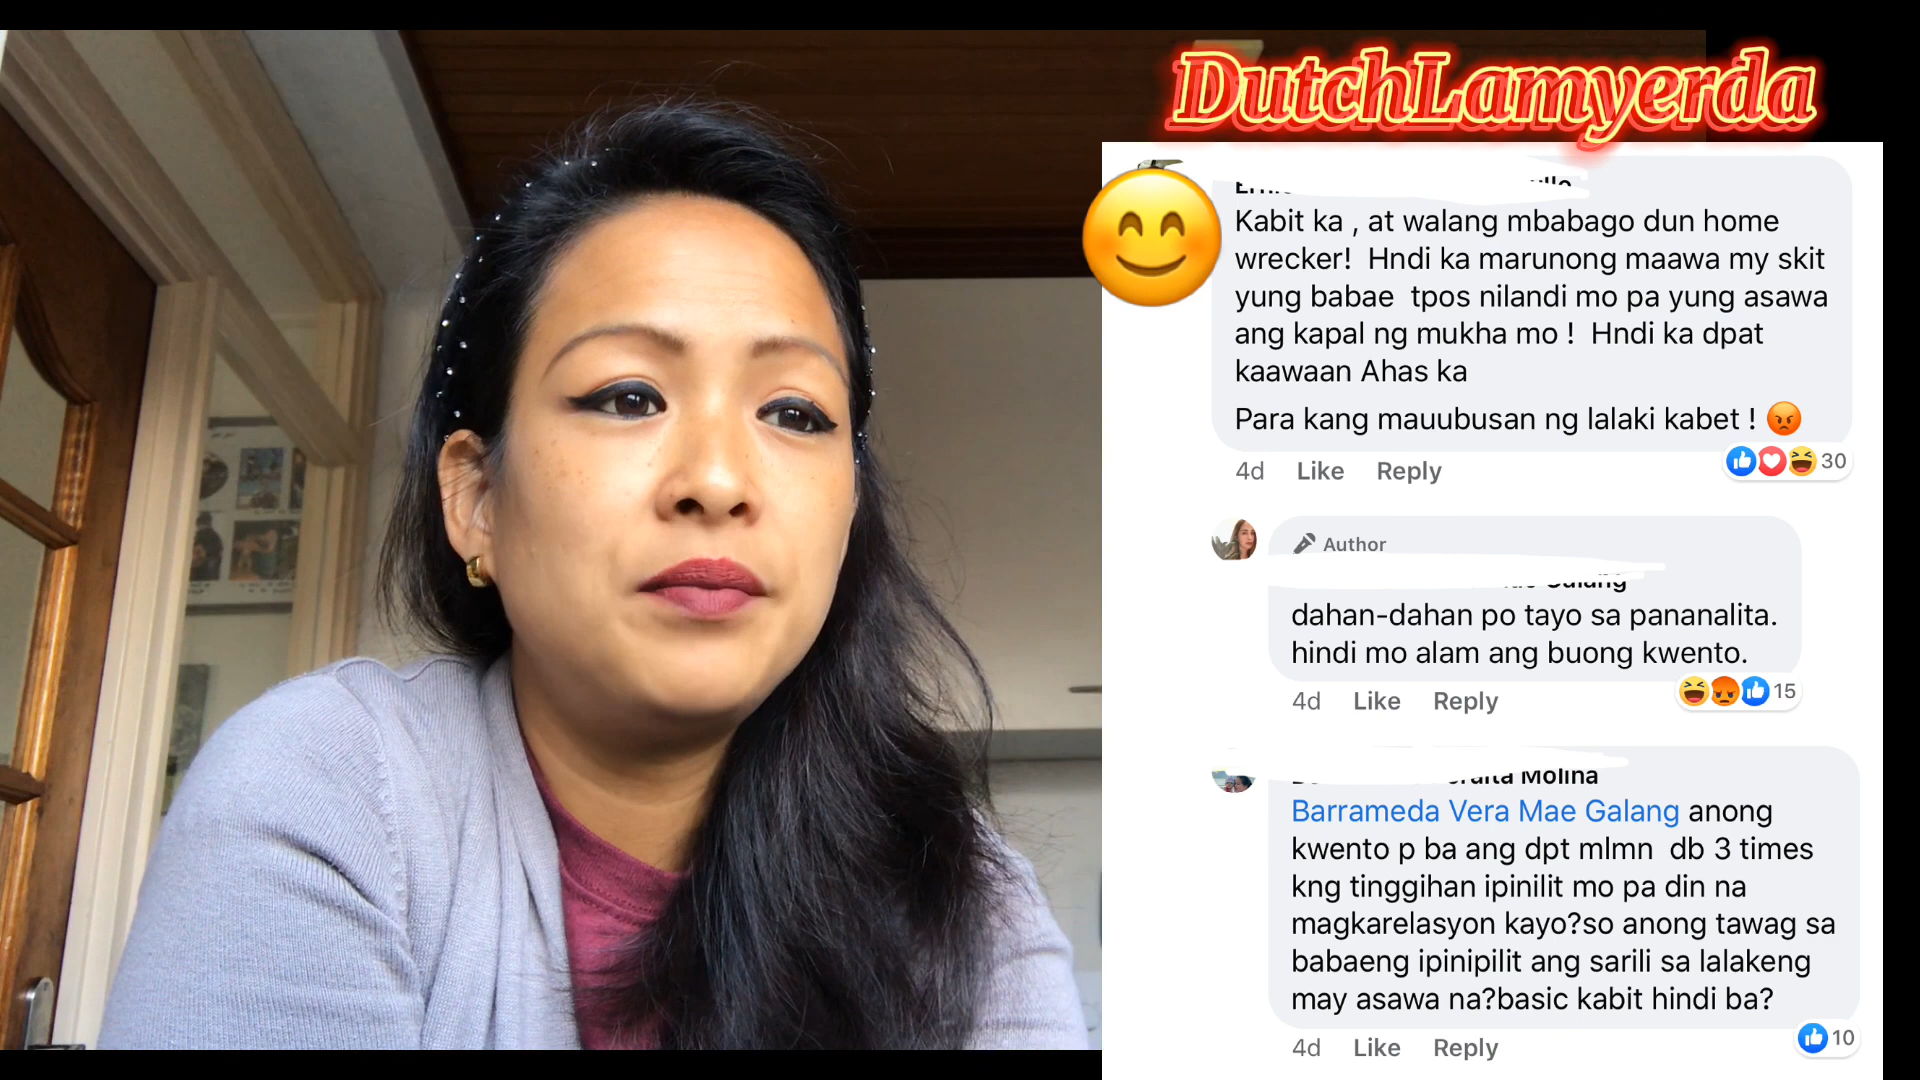 DutchLamyerda
Kabit ka , at walang mbabago dun home
wrecker!  Hndi ka marunong maawa my skit
yung babae  tpos nilandi mo pa yung asawa
ang kapal ng mukha mo !  Hndi ka dpat
kaawaan Ahas ka
Para kang mauubusan ng lalaki kabet ! 😡
4d Like Reply 30
Author
Galang
dahan-dahan po tayo sa pananalita.
hindi mo alam ang buong kwento.
4d Like Reply 15
Molina
Barrameda Vera Mae Galang anong
kwento p ba ang dpt mlmn  db 3 times
kng tinggihan ipinilit mo pa din na
magkarelasyon kayo?so anong tawag sa
babaeng ipinipilit ang sarili sa lalakeng
may asawa na?basic kabit hindi ba?
4d Like Reply 10